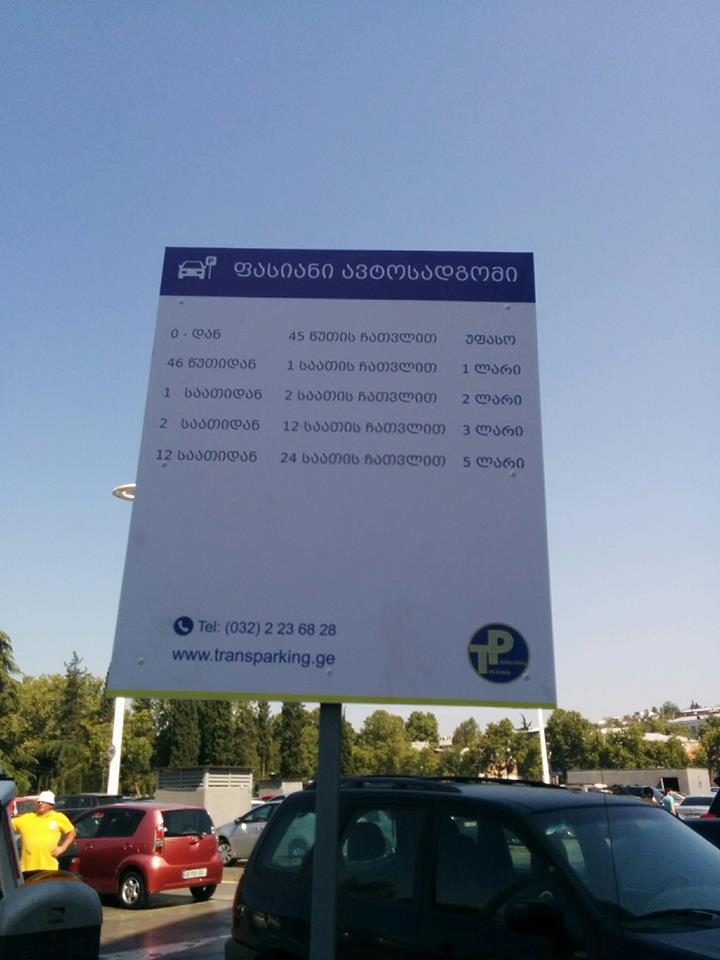 P
ᲤᲐᲡᲘᲐᲜᲘ ᲐᲕᲢᲝᲡᲐᲓᲒᲝᲛᲘ
0 - ᲓᲐᲜ 45 ᲬᲣᲗᲘᲡ ᲩᲐᲗᲕᲚᲘᲗ ᲣᲤᲐᲡᲝ
46 ᲬᲣᲗᲘᲓᲐᲜ 1 ᲡᲐᲐᲗᲘᲡ ᲩᲐᲗᲕᲚᲘᲗ 1 ᲚᲐᲠᲘ
1 ᲡᲐᲐᲗᲘᲓᲐᲜ 2 ᲡᲐᲐᲗᲘᲡ ᲩᲐᲗᲕᲚᲘᲗ 2 ᲚᲐᲠᲘ
2 ᲡᲐᲐᲗᲘᲓᲐᲜ 12 ᲡᲐᲐᲗᲘᲡ ᲩᲐᲗᲕᲚᲘᲗ 3 ᲚᲐᲠᲘ
12 ᲡᲐᲐᲗᲘᲓᲐᲜ 24 ᲡᲐᲐᲗᲘᲡ ᲩᲐᲗᲕᲚᲘᲗ 5 ᲚᲐᲠᲘ
Tel: (032) 2 23 68 28
www.transparking.ge
TP